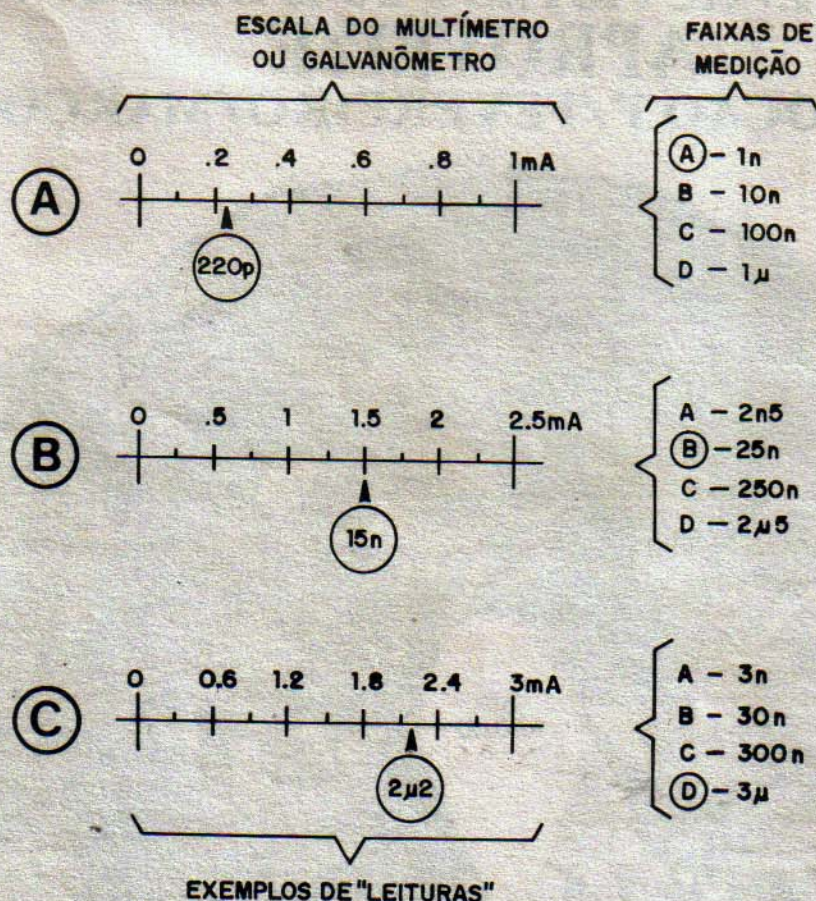 ESCALA DO MULTÍMETRO
OU GALVANÔMETRO
FAIXAS DE
MEDIÇÃO
A
0 .2 .4 .6 .8 1mA
220p
A - 1n
B - 10n
C - 100n
D - 1µ
B
0 .5 1 1.5 2 2.5mA
15n
A - 2n5
B - 25n
C - 250n
D - 2µ5
C
0 0.6 1.2 1.8 2.4 3mA
2µ2
A - 3n
B - 30n
C - 300n
D - 3µ
EXEMPLOS DE "LEITURAS"